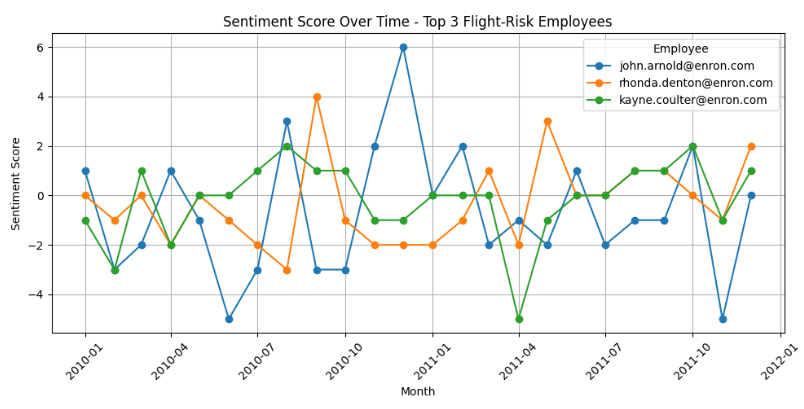 Sentiment Score Over Time - Top 3 Flight-Risk Employees
Employee
john.arnold@enron.com
rhonda.denton@enron.com
kayne.coulter@enron.com
Sentiment Score
6
4
2
0
−2
−4
2010-01
2010-04
2010-07
2010-10
2011-01
2011-04
2011-07
2011-10
2012-01
Month